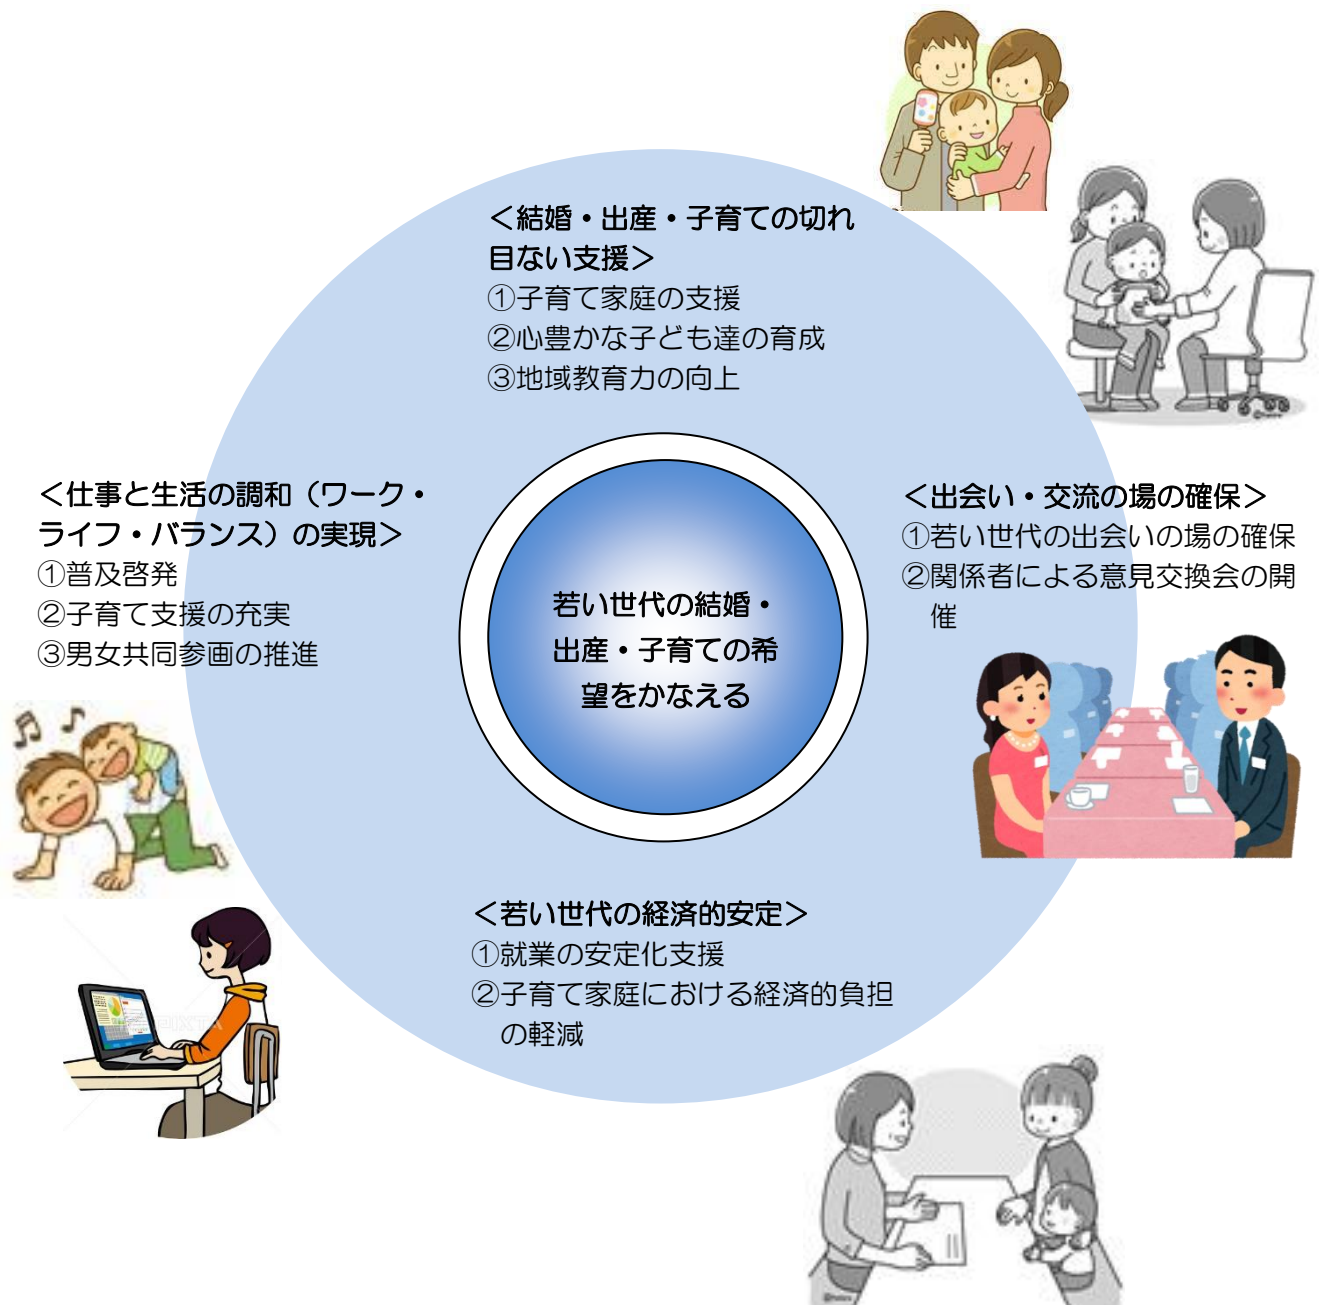 ＜結婚・出産・子育ての切れ
目ない支援＞
①子育て家庭の支援
②心豊かな子ども達の育成
③地域教育力の向上
＜仕事と生活の調和（ワーク・
ライフ・バランス）の実現＞
①普及啓発
②子育て支援の充実
③男女共同参画の推進
＜出会い・交流の場の確保＞
①若い世代の出会いの場の確保
②関係者による意見交換会の開
催
若い世代の結婚・
出産・子育ての希
望をかなえる
＜若い世代の経済的安定＞
①就業の安定化支援
②子育て家庭における経済的負担
の軽減